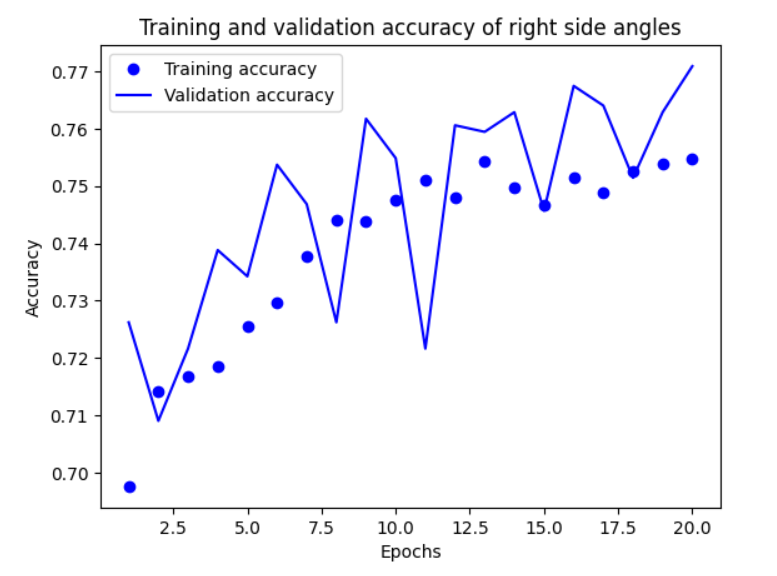 Training and validation accuracy of right side angles
Training accuracy
Validation accuracy
0.77
0.76
0.75
0.74
0.73
0.72
0.71
0.70
Accuracy
2.5 5.0 7.5 10.0 12.5 15.0 17.5 20.0
Epochs